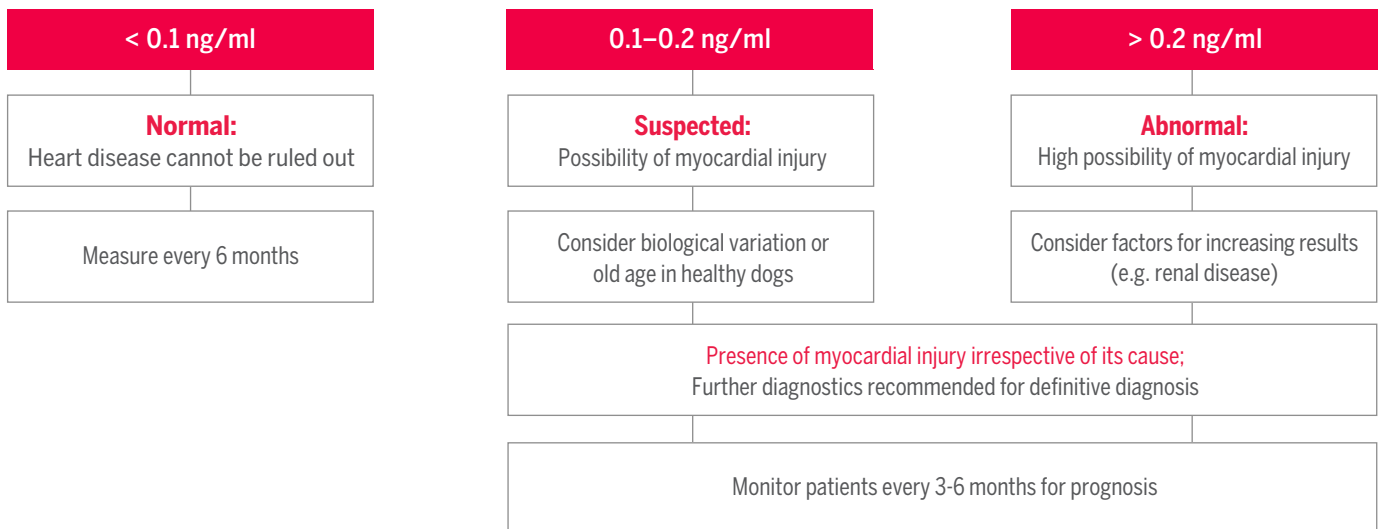 < 0.1 ng/ml
Normal:
Heart disease cannot be ruled out
Measure every 6 months
0.1–0.2 ng/ml
Suspected:
Possibility of myocardial injury
Consider biological variation or
old age in healthy dogs
> 0.2 ng/ml
Abnormal:
High possibility of myocardial injury
Consider factors for increasing results
(e.g. renal disease)
Presence of myocardial injury irrespective of its cause;
Further diagnostics recommended for definitive diagnosis
Monitor patients every 3-6 months for prognosis